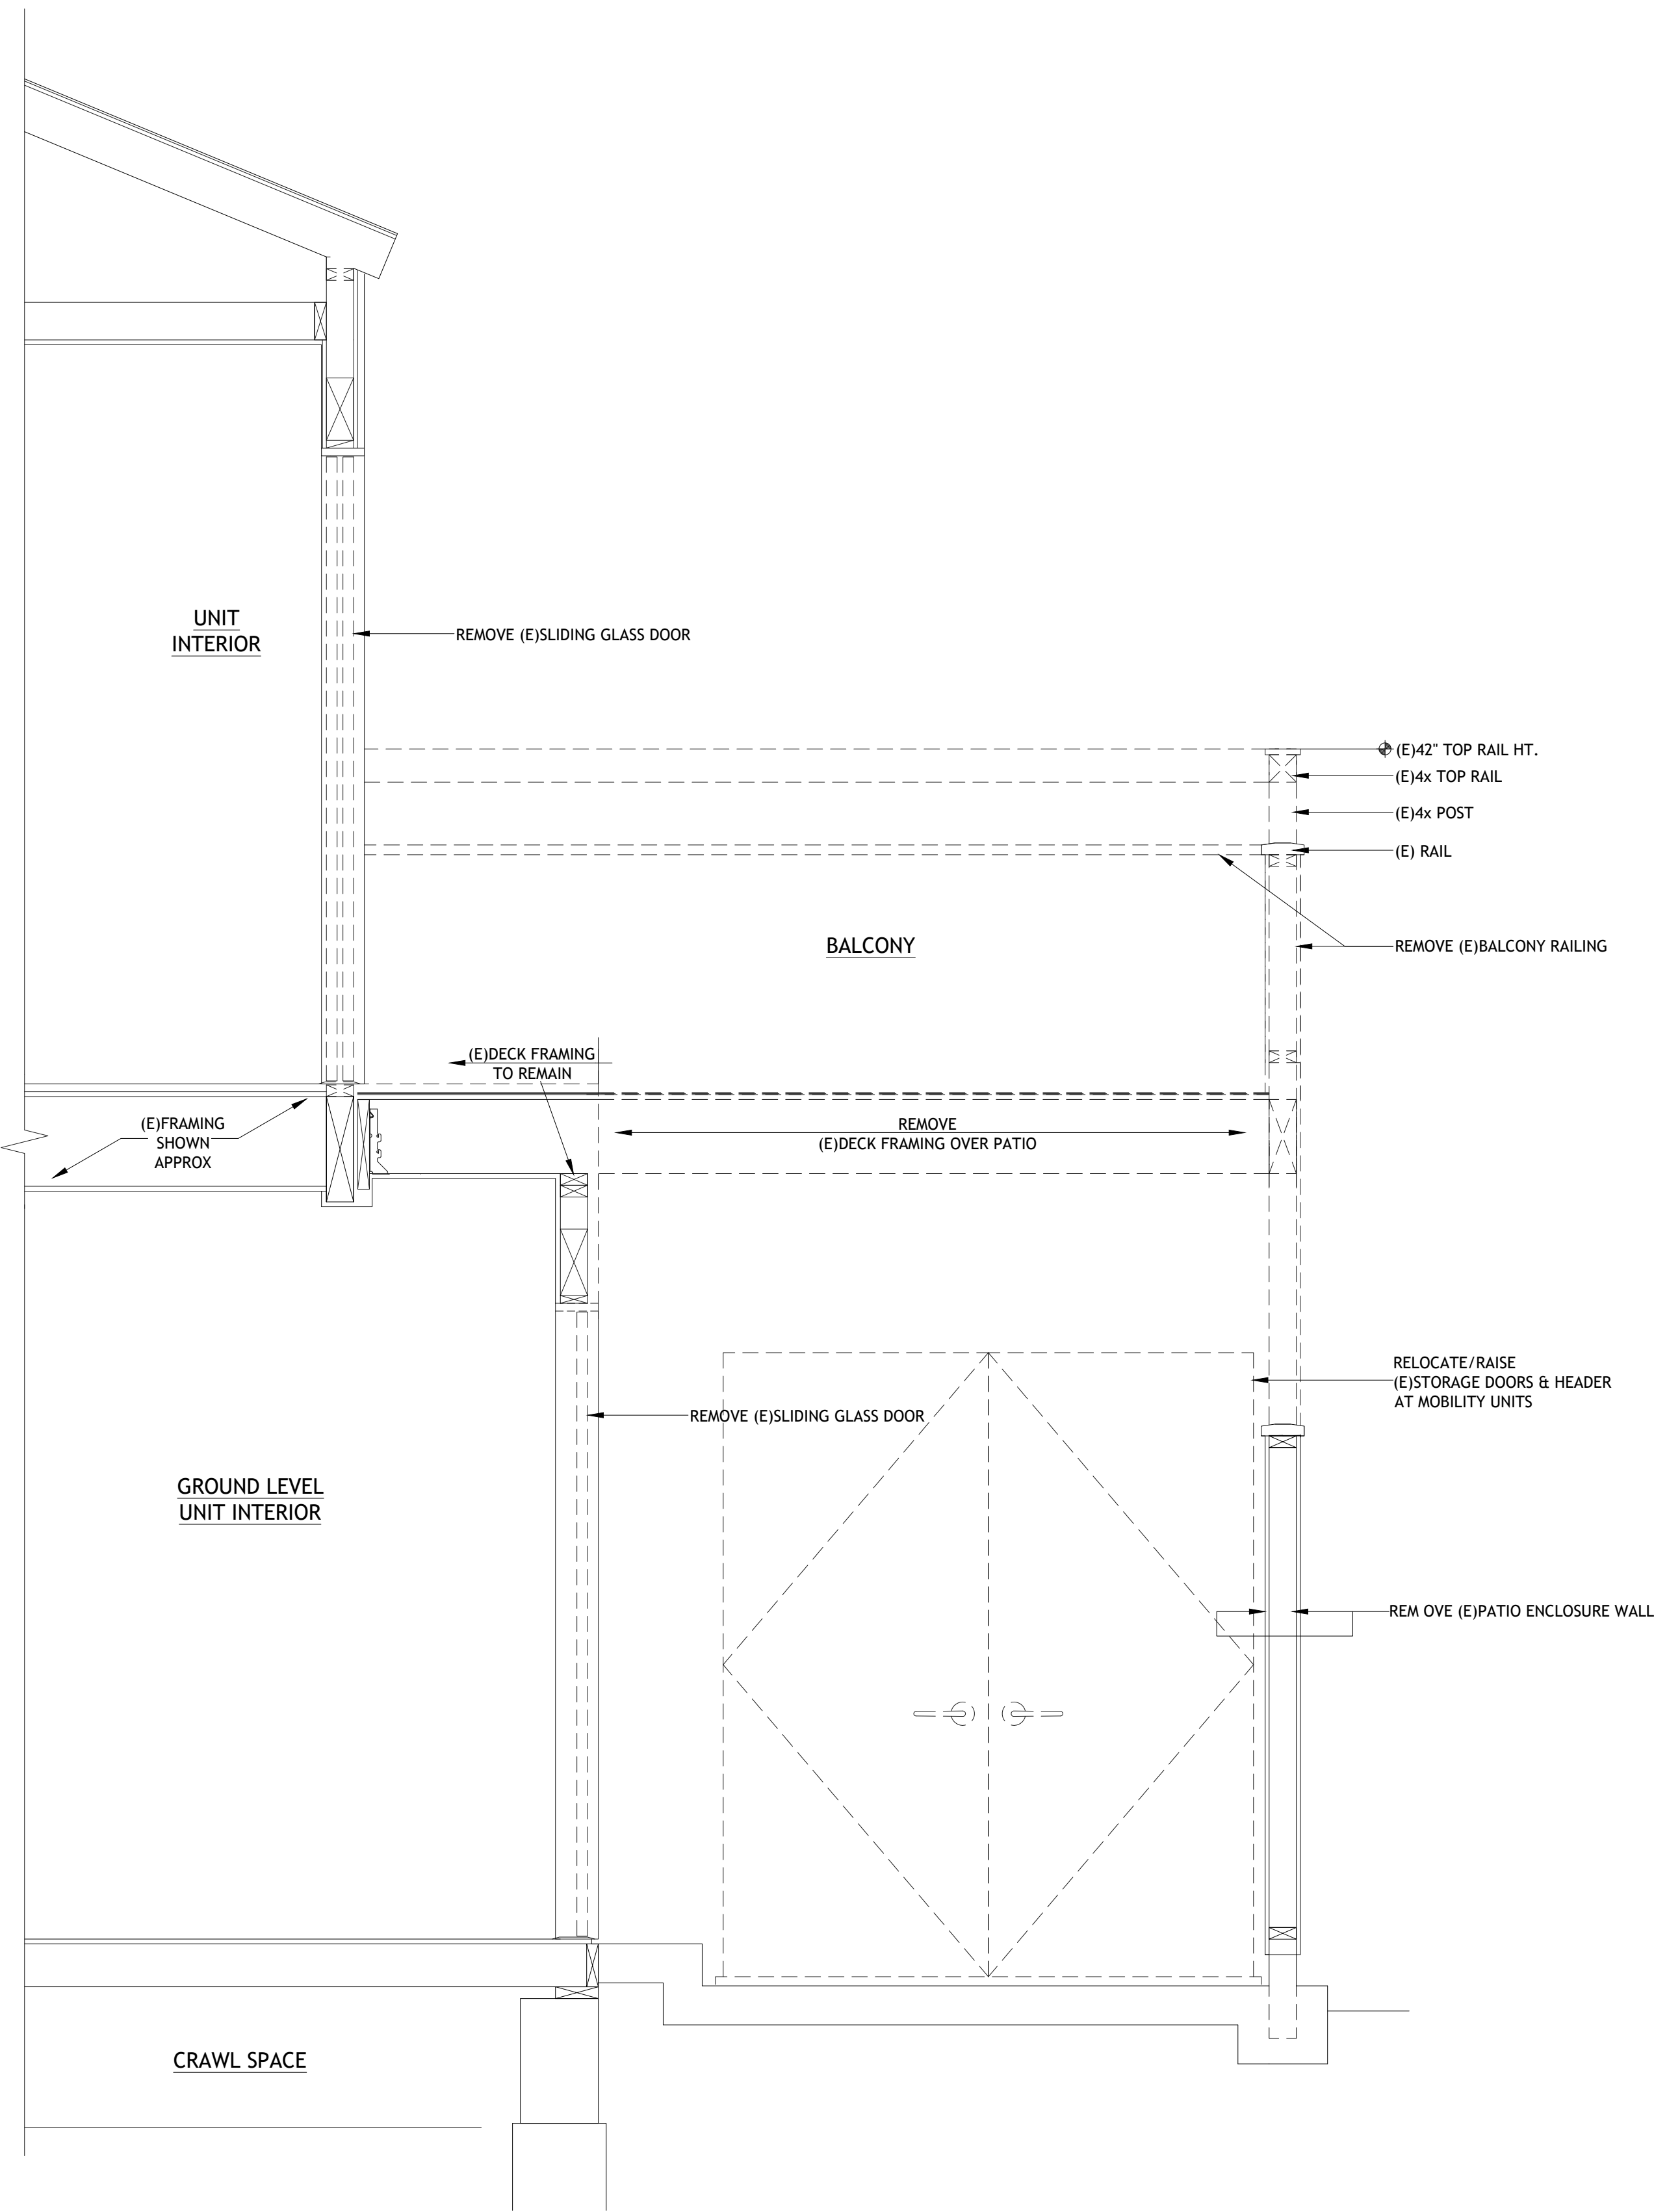 UNIT
INTERIOR
REMOVE (E)SLIDING GLASS DOOR
(E)42" TOP RAIL HT.
(E)4x TOP RAIL
(E)4x POST
(E) RAIL
BALCONY
REMOVE (E)BALCONY RAILING
(E)DECK FRAMING
TO REMAIN
(E)FRAMING
SHOWN
APPROX
REMOVE
(E)DECK FRAMING OVER PATIO
RELOCATE/RAISE
(E)STORAGE DOORS & HEADER
AT MOBILITY UNITS
REMOVE (E)SLIDING GLASS DOOR
GROUND LEVEL
UNIT INTERIOR
REM OVE (E)PATIO ENCLOSURE WALL
CRAWL SPACE